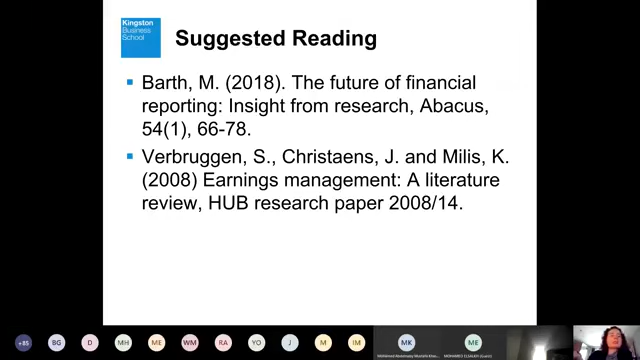 Kingston
Business
School
Suggested Reading
Barth, M. (2018). The future of financial
reporting: Insight from research, Abacus,
54(1), 66-78.
Verbruggen, S., Christaens, J. and Milis, K.
(2008) Earnings management: A literature
review, HUB research paper 2008/14.
+85
BG
D
MH
ME
WM
RA
YO
J
M
IM
MK
ME